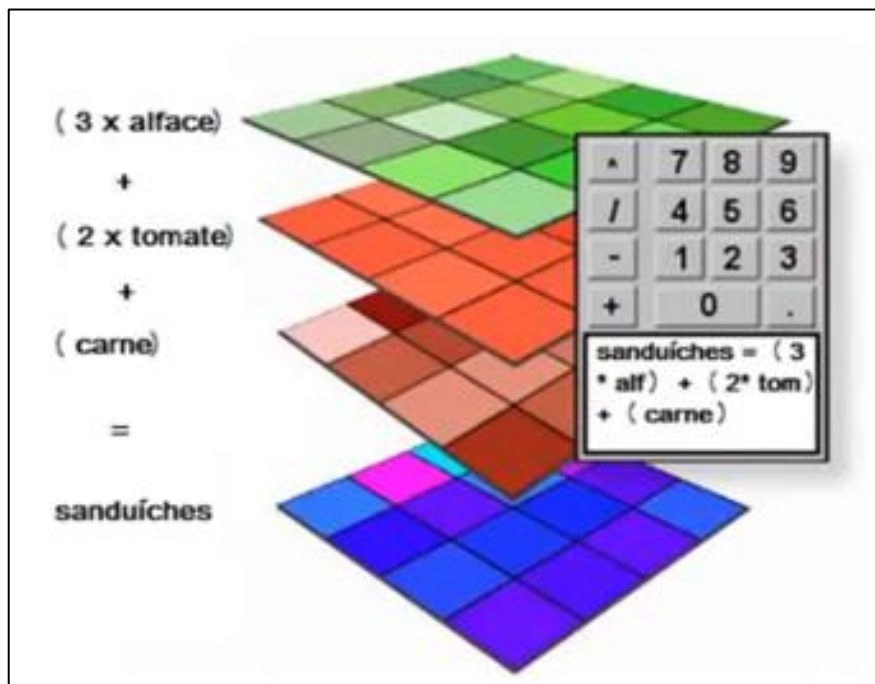 ( 3 x alface)
+
( 2 x tomate)
+
( carne)
=
sanduíches
^ 7 8 9
/ 4 5 6
- 1 2 3
+ 0 .
sanduíches = ( 3
* alf) + ( 2* tom)
+ ( carne)